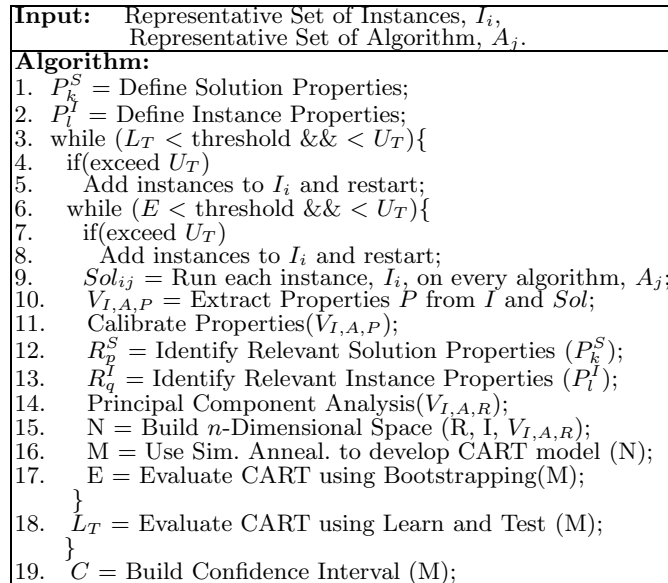 Input: Representative Set of Instances, I_i,
Representative Set of Algorithm, A_j.
Algorithm:
1. P_k^S = Define Solution Properties;
2. P_l^I = Define Instance Properties;
3. while (L_T < threshold && < U_T){
4. if(exceed U_T)
5. Add instances to I_i and restart;
6. while (E < threshold && < U_T){
7. if(exceed U_T)
8. Add instances to I_i and restart;
9. Sol_{ij} = Run each instance, I_i, on every algorithm, A_j;
10. V_{I,A,P} = Extract Properties P from I and Sol;
11. Calibrate Properties(V_{I,A,P});
12. R_p^S = Identify Relevant Solution Properties (P_k^S);
13. R_q^I = Identify Relevant Instance Properties (P_l^I);
14. Principal Component Analysis(V_{I,A,R});
15. N = Build n-Dimensional Space (R, I, V_{I,A,R});
16. M = Use Sim. Anneal. to develop CART model (N);
17. E = Evaluate CART using Bootstrapping(M);
}
18. L_T = Evaluate CART using Learn and Test (M);
}
19. C = Build Confidence Interval (M);